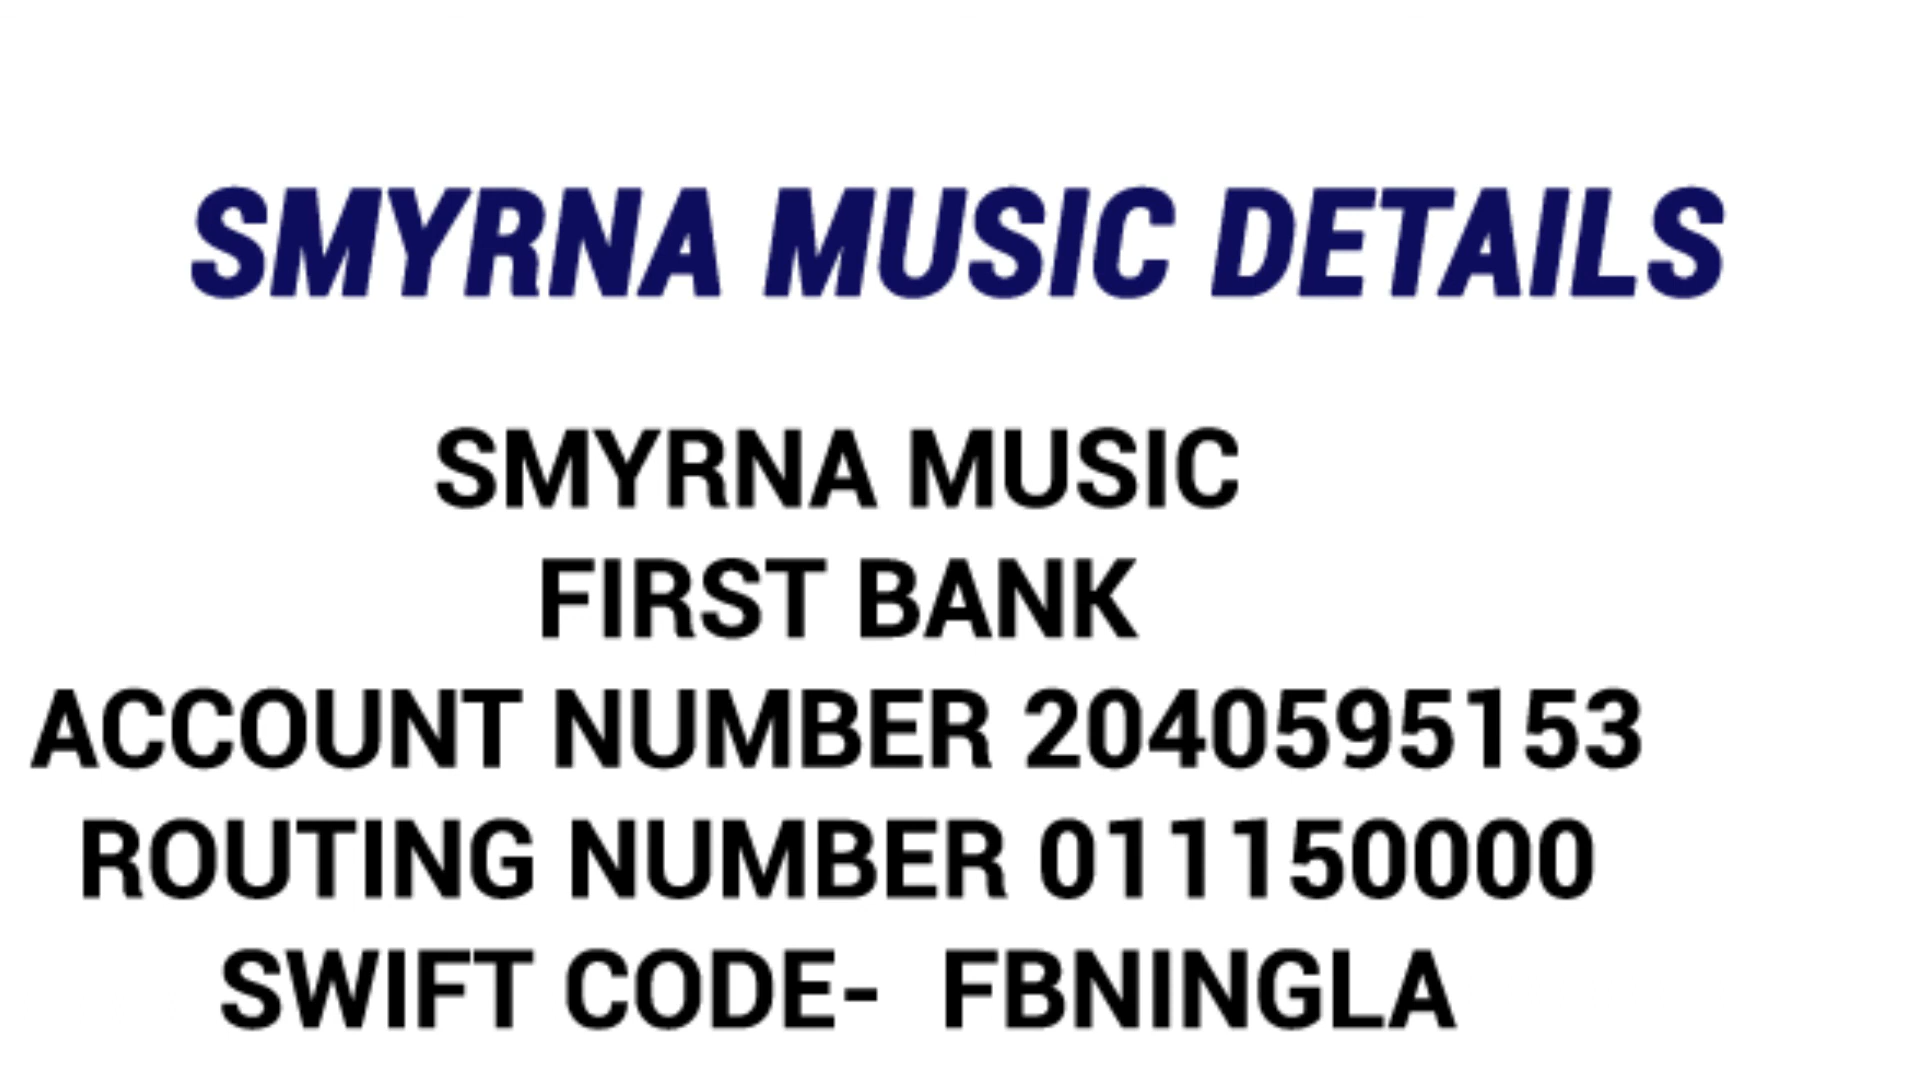 SMYRNA MUSIC DETAILS
SMYRNA MUSIC
FIRST BANK
ACCOUNT NUMBER 2040595153
ROUTING NUMBER 011150000
SWIFT CODE-  FBNINGLA